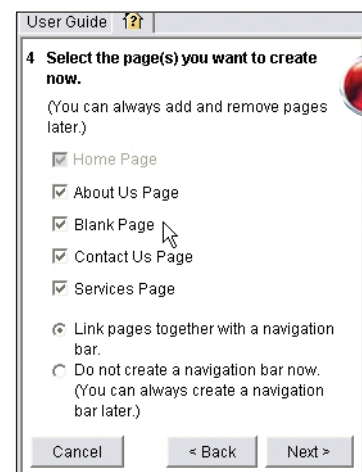 User Guide
4 Select the page(s) you want to create
now.
(You can always add and remove pages
later.)
Home Page
About Us Page
Blank Page
Contact Us Page
Services Page
Link pages together with a navigation
bar.
Do not create a navigation bar now.
(You can always create a navigation
bar later.)
Cancel < Back Next >